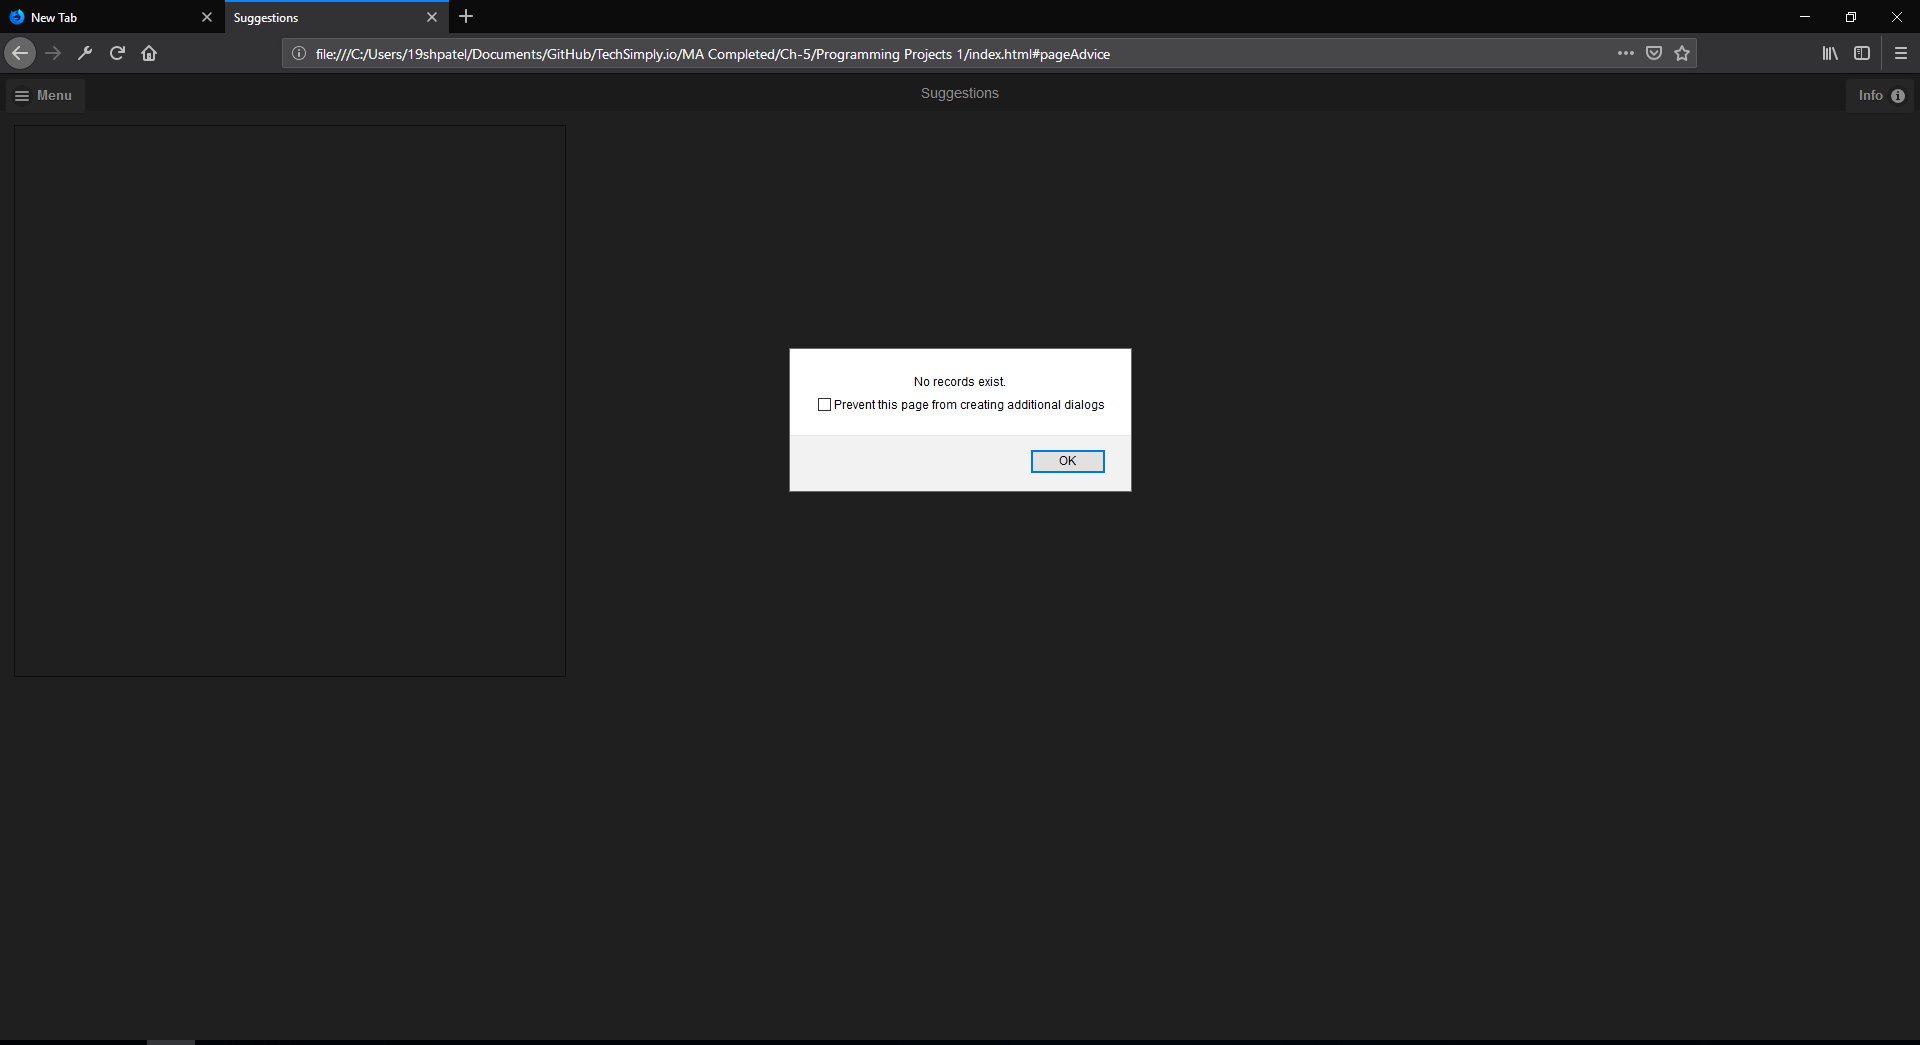 New Tab
Suggestions
file:///C:/Users/19shpatel/Documents/GitHub/TechSimply.io/MA Completed/Ch-5/Programming Projects 1/index.html#pageAdvice
Menu
Suggestions
Info
No records exist.
Prevent this page from creating additional dialogs
OK